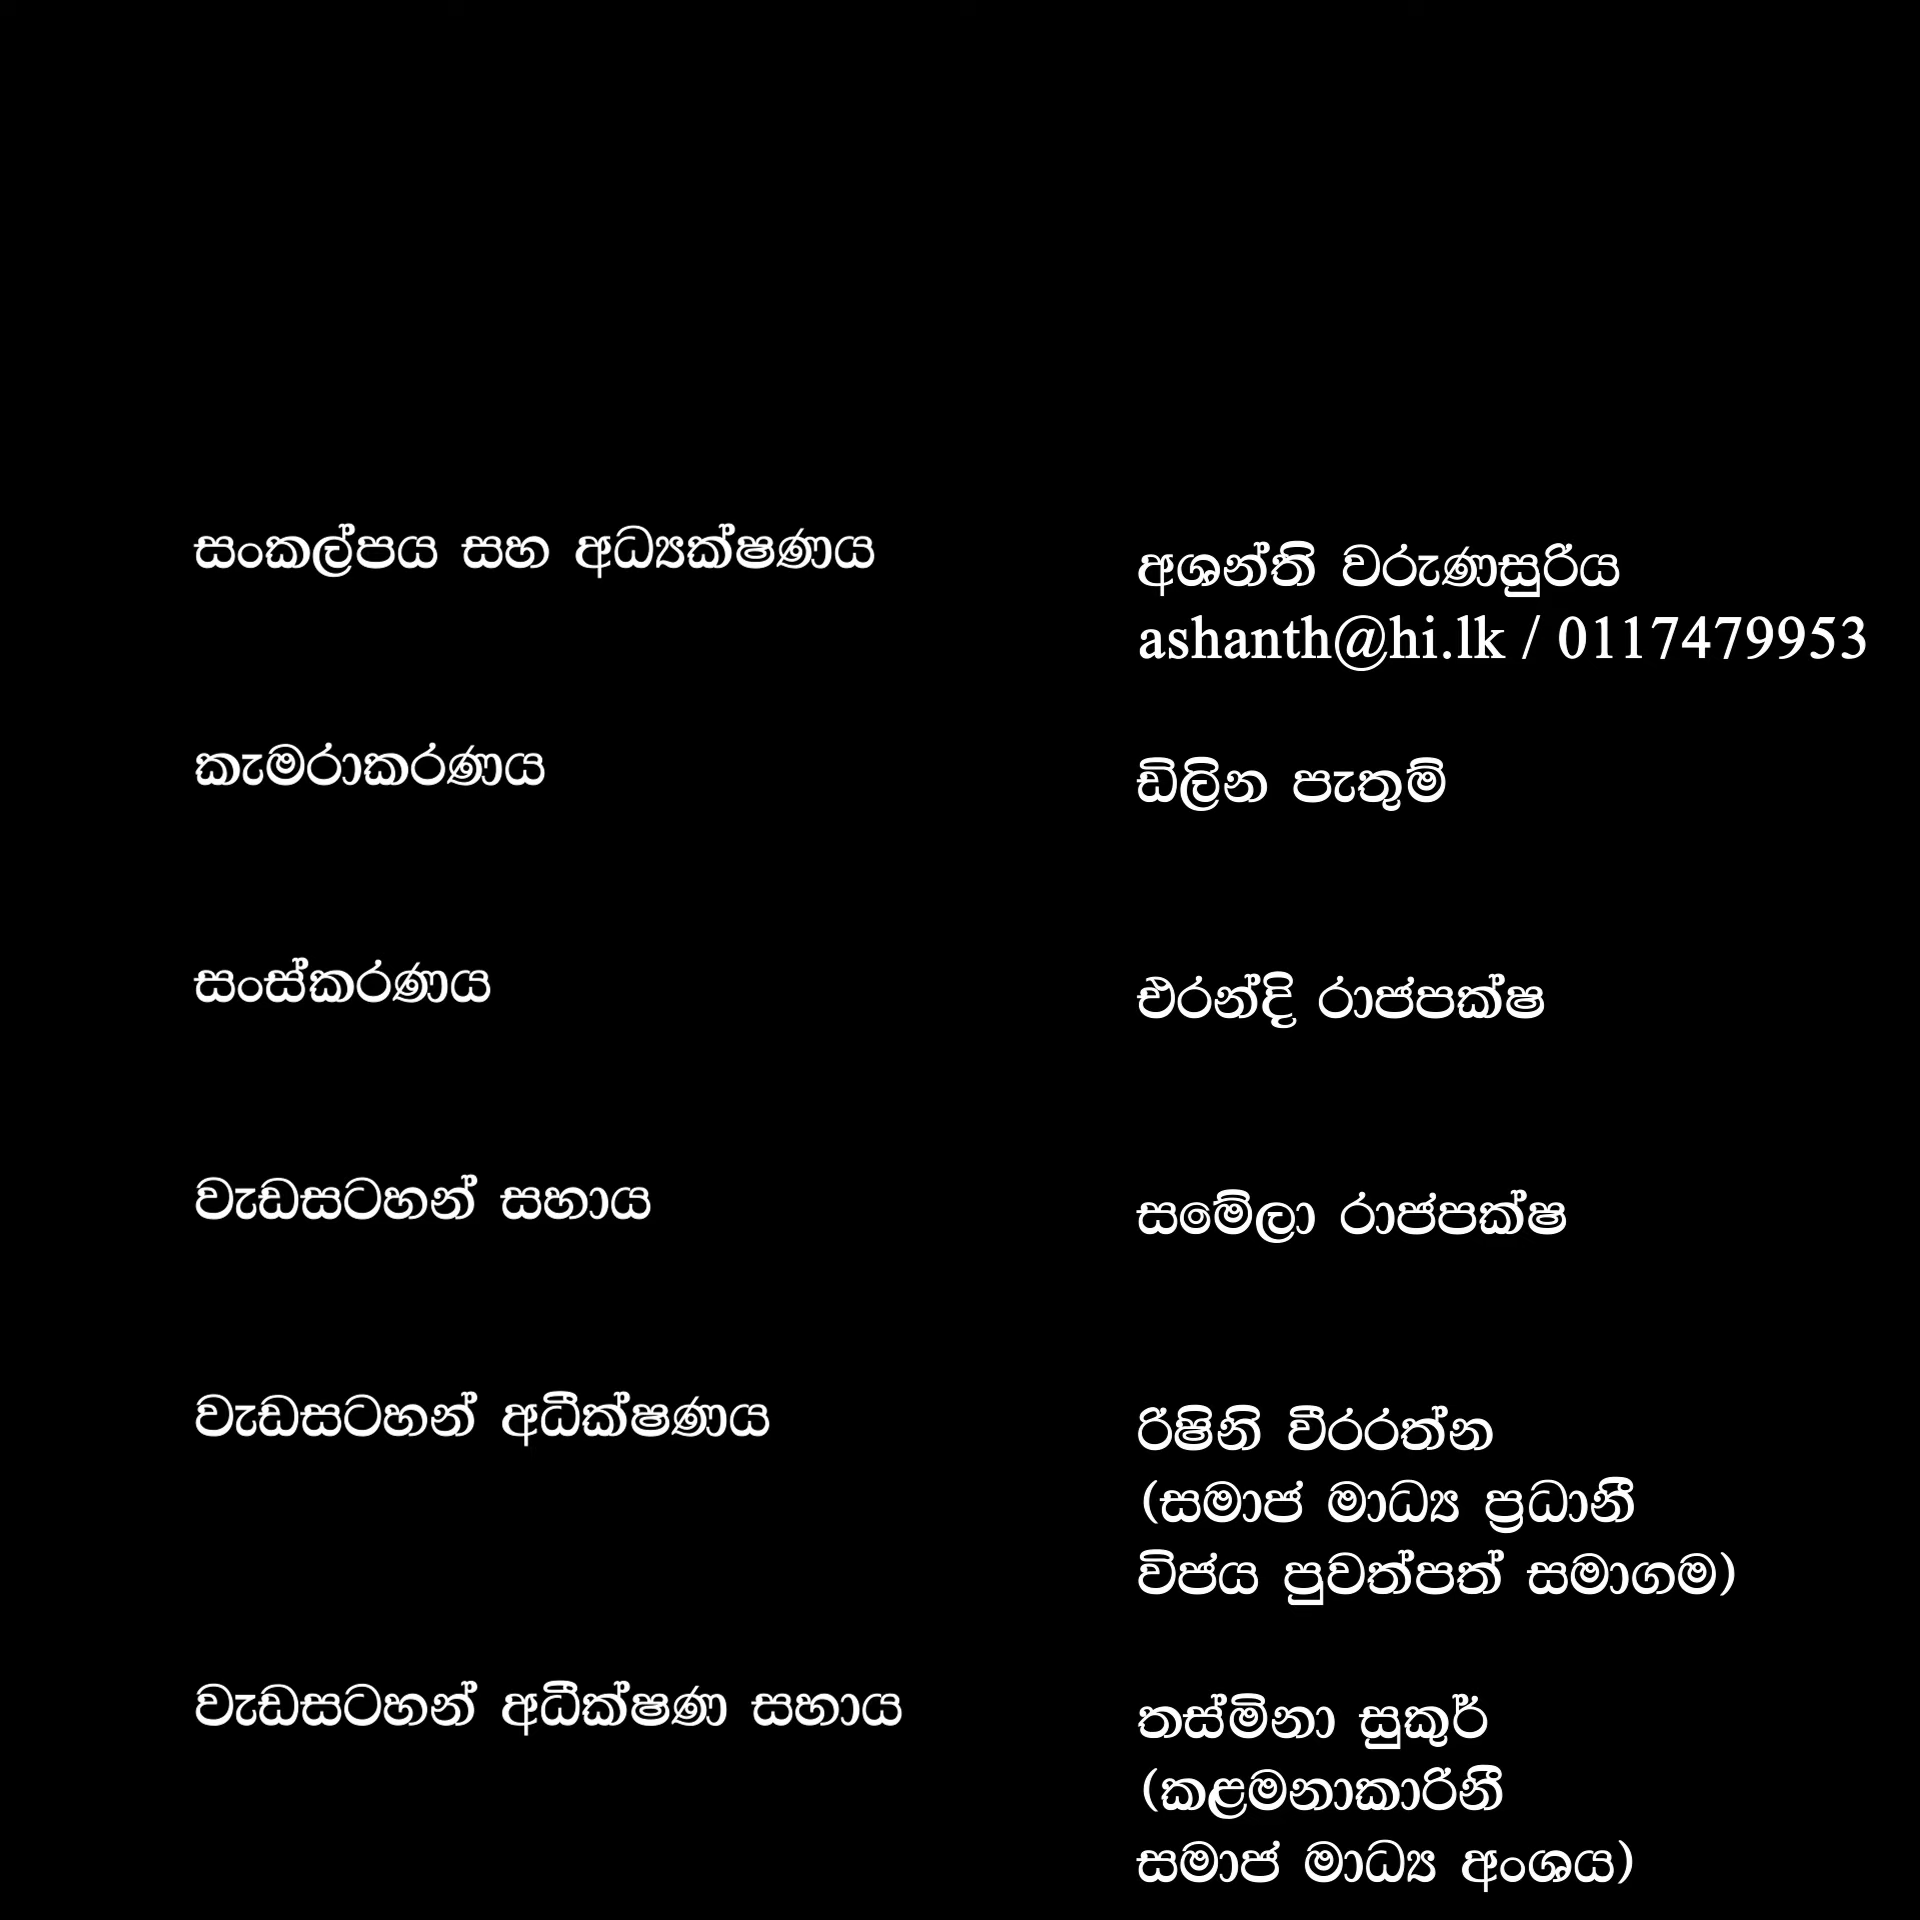 සංකල්පය සහ අධ්‍යක්ෂණය
අශන්ති වරුණසුරිය
ashanth@hi.lk / 0117479953
කැමරාකරණය
ඩිලින පැතුම්
සංස්කරණය
එරන්දි රාජපක්ෂ
වැඩසටහන් සහාය
සමේලා රාජපක්ෂ
වැඩසටහන් අධීක්ෂණය
රිෂිනි වීරරත්න
(සමාජ මාධ්‍ය ප්‍රධානී
විජය පුවත්පත් සමාගම)
වැඩසටහන් අධීක්ෂණ සහාය
තස්මිනා සුකුර්
(කළමනාකාරිනී
සමාජ මාධ්‍ය අංශය)